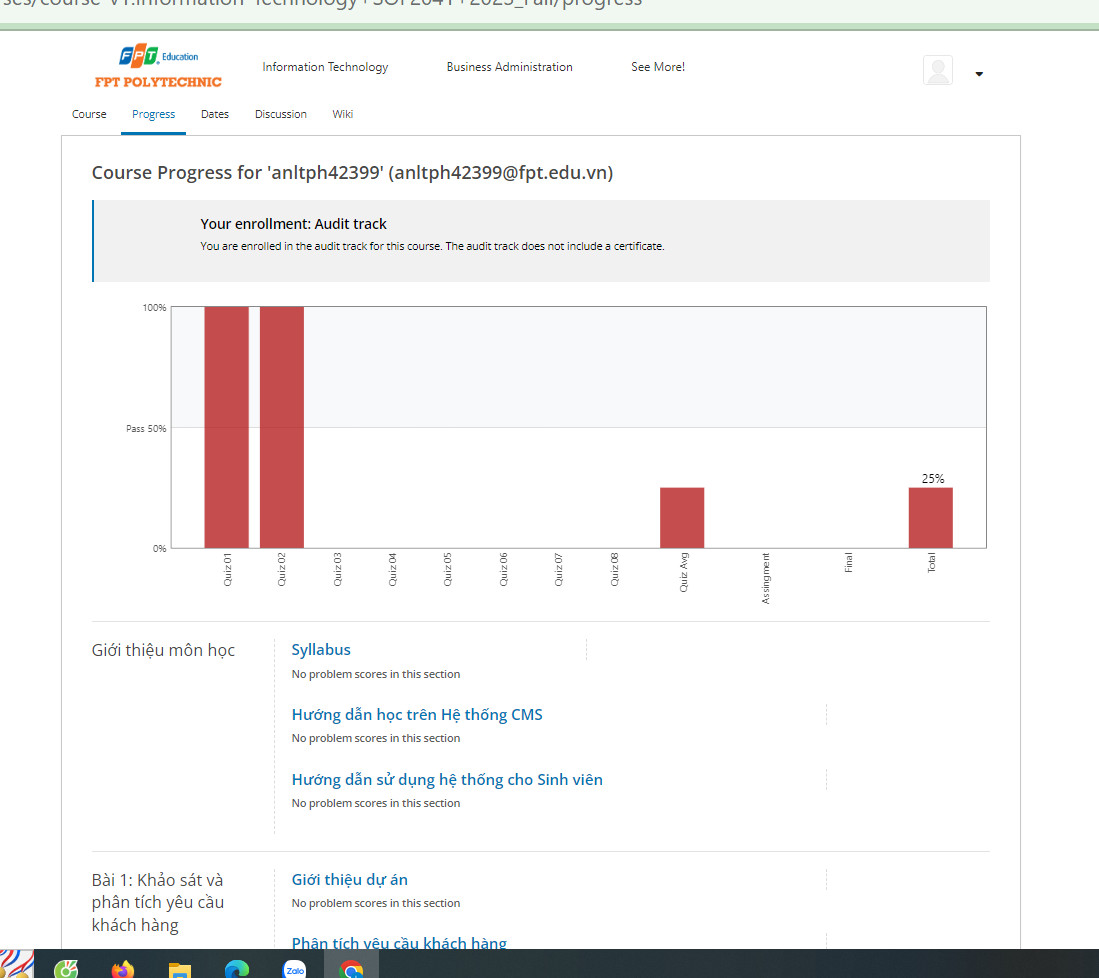 ses/course-v1:Information-Technology+SOF2041+2023_Fall/progress
FPT. Education
FPT POLYTECHNIC
Information Technology
Business Administration
See More!
Course
Progress
Dates
Discussion
Wiki
Course Progress for 'anltph42399' (anltph42399@fpt.edu.vn)
Your enrollment: Audit track
You are enrolled in the audit track for this course. The audit track does not include a certificate.
100%
Pass 50%
0%
25%
Quiz 01
Quiz 02
Quiz 03
Quiz 04
Quiz 05
Quiz 06
Quiz 07
Quiz 08
Quiz Avg
Assingment
Final
Total
Giới thiệu môn học
Syllabus
No problem scores in this section
Hướng dẫn học trên Hệ thống CMS
No problem scores in this section
Hướng dẫn sử dụng hệ thống cho Sinh viên
No problem scores in this section
Bài 1: Khảo sát và
phân tích yêu cầu
khách hàng
Giới thiệu dự án
No problem scores in this section
Phân tích yêu cầu khách hàng
Zalo